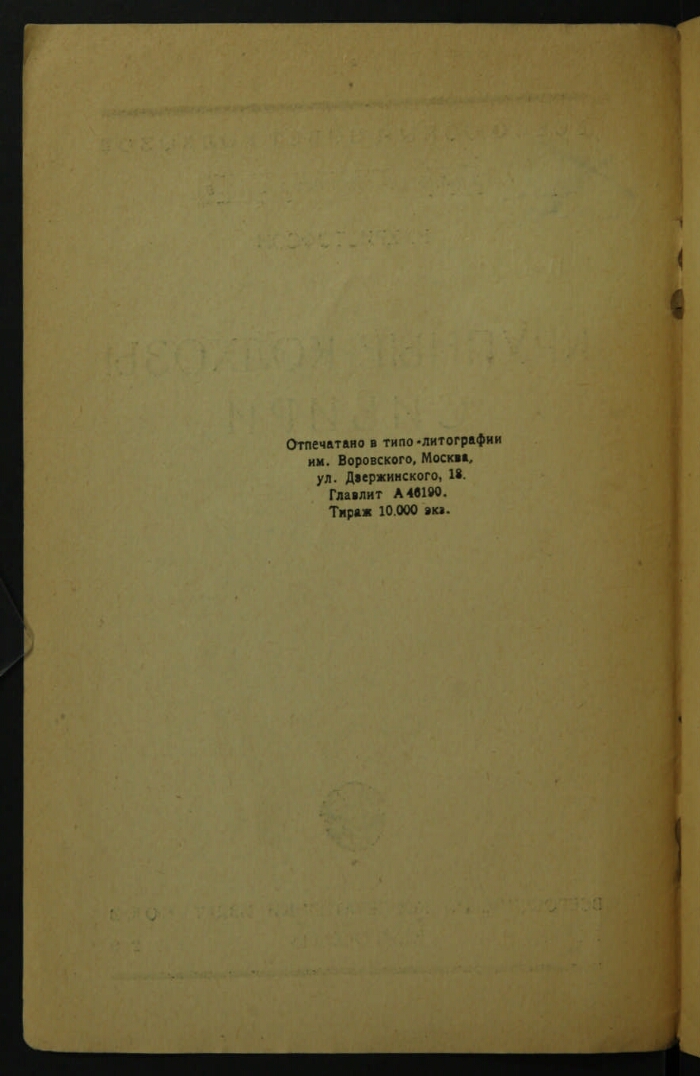 Отпечатано в типо-литографии
им. Воровского, Москва,
ул. Дзержинского, 18.
Главлит А 46190.
Тираж 10.000 экз.